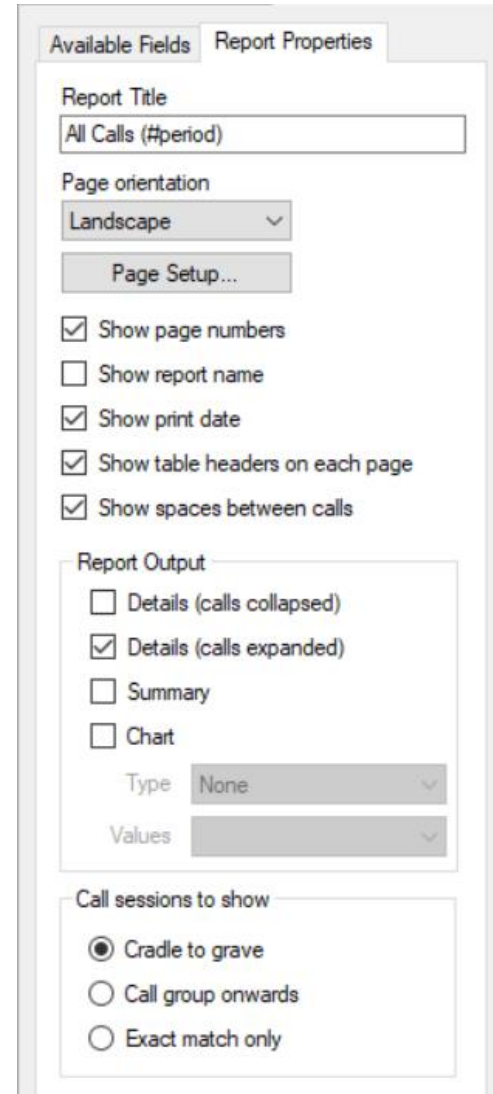 Available Fields Report Properties
Report Title
All Calls (#period)
Page orientation
Landscape
Page Setup...
Show page numbers
Show report name
Show print date
Show table headers on each page
Show spaces between calls
Report Output
Details (calls collapsed)
Details (calls expanded)
Summary
Chart
Type None
Values
Call sessions to show
Cradle to grave
Call group onwards
Exact match only